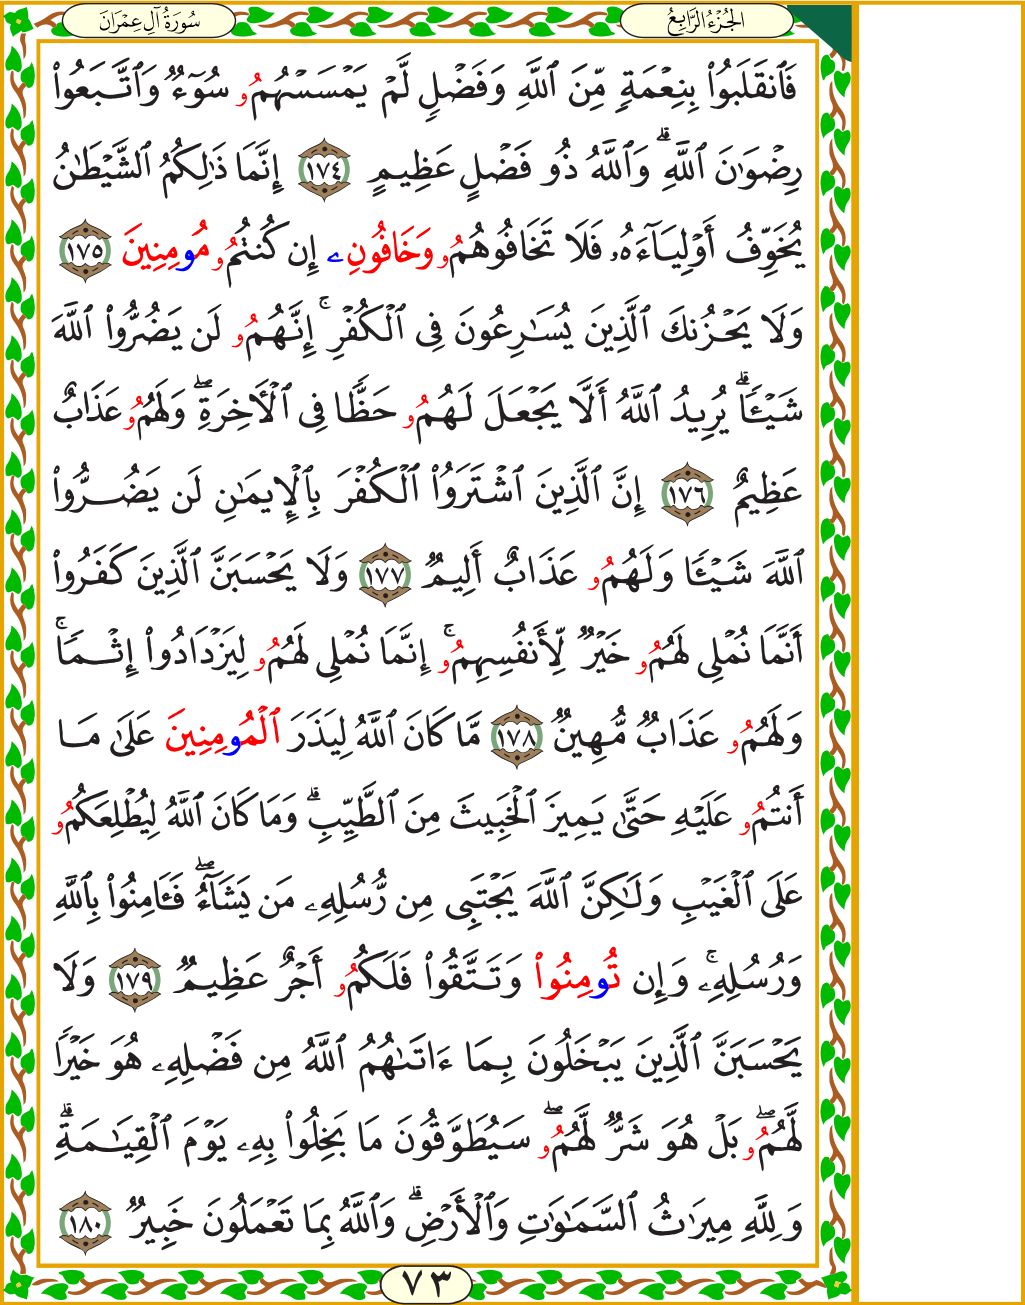 الجُزْءُ الرَّابِعُ
سُورَةُ آلِ عِمْرَانَ
فَٱنقَلَبُوا۟ بِنِعْمَةٍ مِّنَ ٱللَّهِ وَفَضْلٍ لَّمْ يَمْسَسْهُمُۥ سُوٓءٌ وَٱتَّبَعُوا۟
رِضْوَٰنَ ٱللَّهِ ۗ وَٱللَّهُ ذُو فَضْلٍ عَظِيمٍ ١٧٤ إِنَّمَا ذَٰلِكُمُ ٱلشَّيْطَٰنُ
يُخَوِّفُ أَوْلِيَآءَهُۥ فَلَا تَخَافُوهُمُۥ وَخَافُونِۦ إِن كُنتُمُۥ مُومِنِينَ ١٧٥
وَلَا يَحْزُنكَ ٱلَّذِينَ يُسَٰرِعُونَ فِى ٱلْكُفْرِ ۚ إِنَّهُمُۥ لَن يَضُرُّوا۟ ٱللَّهَ
شَيْـًٔا ۗ يُرِيدُ ٱللَّهُ أَلَّا يَجْعَلَ لَهُمُۥ حَظًّا فِى ٱلْأَخِرَةِ ۖ وَلَهُمُۥ عَذَابٌ
عَظِيمٌ ١٧٦ إِنَّ ٱلَّذِينَ ٱشْتَرَوُا۟ ٱلْكُفْرَ بِٱلْإِيمَٰنِ لَن يَضُرُّوا۟
ٱللَّهَ شَيْـًٔا وَلَهُمُۥ عَذَابٌ أَلِيمٌ ١٧٧ وَلَا يَحْسَبَنَّ ٱلَّذِينَ كَفَرُوا۟
أَنَّمَا نُمْلِى لَهُمُۥ خَيْرٌ لِّأَنفُسِهِمُۥ ۚ إِنَّمَا نُمْلِى لَهُمُۥ لِيَزْدَادُوا۟ إِثْمًا ۚ
وَلَهُمُۥ عَذَابٌ مُّهِينٌ ١٧٨ مَّا كَانَ ٱللَّهُ لِيَذَرَ ٱلْمُومِنِينَ عَلَىٰ مَا
أَنتُمُۥ عَلَيْهِ حَتَّىٰ يَمِيزَ ٱلْخَبِيثَ مِنَ ٱلطَّيِّبِ ۗ وَمَا كَانَ ٱللَّهُ لِيُطْلِعَكُمُۥ
عَلَى ٱلْغَيْبِ وَلَٰكِنَّ ٱللَّهَ يَجْتَبِى مِن رُّسُلِهِۦ مَن يَشَآءُ ۖ فَـَٔامِنُوا۟ بِٱللَّهِ
وَرُسُلِهِۦ ۚ وَإِن تُومِنُوا۟ وَتَتَّقُوا۟ فَلَكُمُۥ أَجْرٌ عَظِيمٌ ١٧٩ وَلَا
يَحْسَبَنَّ ٱلَّذِينَ يَبْخَلُونَ بِمَا ءَاتَىٰهُمُ ٱللَّهُ مِن فَضْلِهِۦ هُوَ خَيْرًا
لَّهُمُۥ ۖ بَلْ هُوَ شَرٌّ لَّهُمُۥ ۖ سَيُطَوَّقُونَ مَا بَخِلُوا۟ بِهِۦ يَوْمَ ٱلْقِيَٰمَةِ ۗ
وَلِلَّهِ مِيرَٰثُ ٱلسَّمَٰوَٰتِ وَٱلْأَرْضِ ۗ وَٱللَّهُ بِمَا تَعْمَلُونَ خَبِيرٌ ١٨٠
٧٣